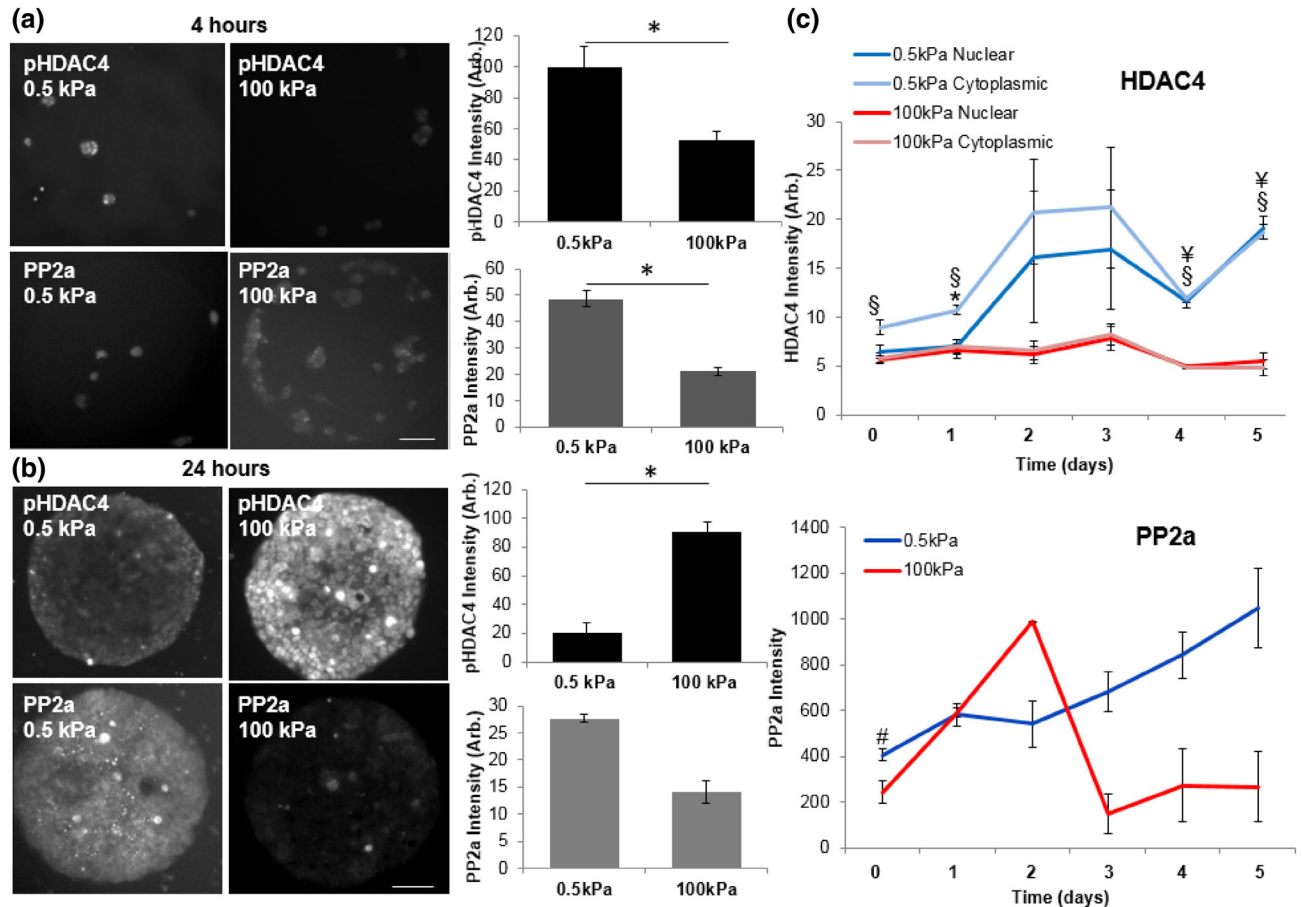 (a)
4 hours
pHDAC4
0.5 kPa
pHDAC4
100 kPa
PP2a
0.5 kPa
PP2a
100 kPa
pHDAC4 Intensity (Arb.)
120
100
80
60
40
20
0
*
0.5kPa
100kPa
PP2a Intensity (Arb.)
60
50
40
30
20
10
0
*
0.5 kPa
100 kPa
(b)
24 hours
pHDAC4
0.5 kPa
pHDAC4
100 kPa
PP2a
0.5 kPa
PP2a
100 kPa
pHDAC4 Intensity (Arb.)
120
100
80
60
40
20
0
*
0.5 kPa
100 kPa
PP2a Intensity (Arb.)
30
25
20
15
10
5
0
0.5kPa
100kPa
(c)
0.5kPa Nuclear
0.5kPa Cytoplasmic
100kPa Nuclear
100kPa Cytoplasmic
HDAC4
HDAC4 Intensity (Arb.)
30
25
20
15
10
5
0
§
§
*
¥
§
¥
§
0 1 2 3 4 5
Time (days)
0.5kPa
100kPa
PP2a
PP2a Intensity
1400
1200
1000
800
600
400
200
0
#
0 1 2 3 4 5
Time (days)